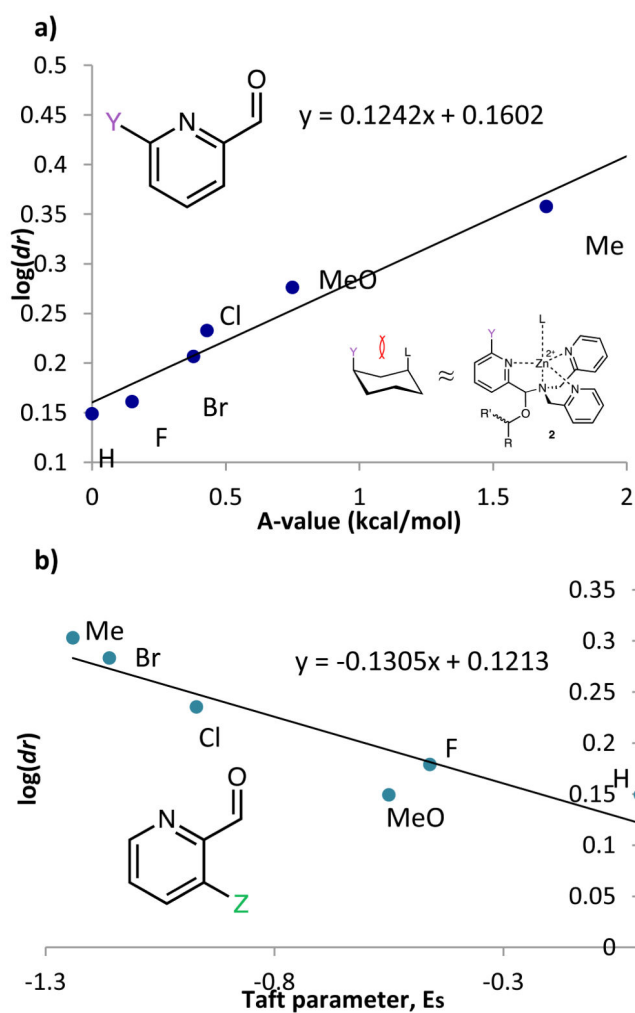 a)
0.5
0.45
0.4
0.35
0.3
0.25
0.2
0.15
0.1
log(dr)
Y
N
O
y = 0.1242x + 0.1602
Me
MeO
Cl
Br
F
H
Y
L
≈
L
Y
N
Zn
2+
N
N
N
R'
O
R
2
0
0.5
1
1.5
2
A-value (kcal/mol)
b)
0.35
0.3
0.25
0.2
0.15
0.1
0.05
0
log(dr)
Me
Br
y = -0.1305x + 0.1213
Cl
F
H
MeO
O
N
Z
-1.3
-0.8
-0.3
Taft parameter, Es